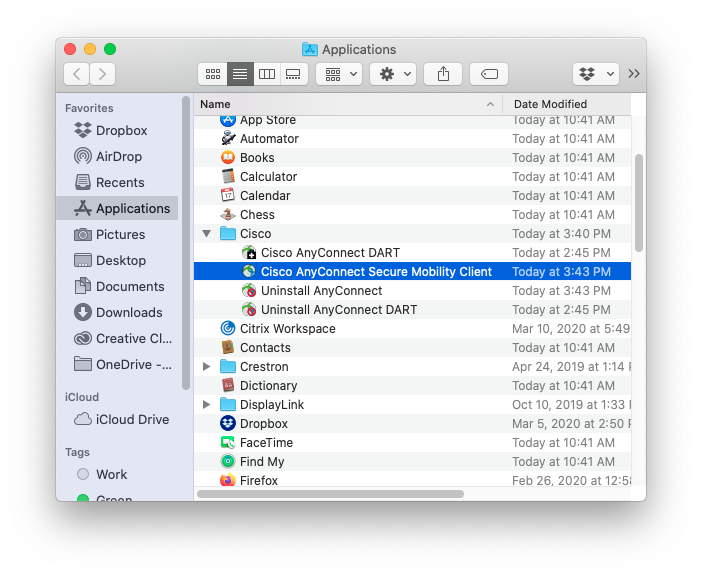 Applications
Favorites
Dropbox
AirDrop
Recents
Applications
Pictures
Desktop
Documents
Downloads
Creative Cl...
OneDrive -...
iCloud
iCloud Drive
Tags
Work
Green
Name Date Modified
App Store Today at 10:41 AM
Automator Today at 10:41 AM
Books Today at 10:41 AM
Calculator Today at 10:41 AM
Calendar Today at 10:41 AM
Chess Today at 10:41 AM
Cisco Today at 3:40 PM
Cisco AnyConnect DART Today at 2:45 PM
Cisco AnyConnect Secure Mobility Client Today at 3:43 PM
Uninstall AnyConnect Today at 3:43 PM
Uninstall AnyConnect DART Today at 2:45 PM
Citrix Workspace Mar 10, 2020 at 5:49
Contacts Today at 10:41 AM
Crestron Apr 24, 2019 at 1:14
Dictionary Today at 10:41 AM
DisplayLink Oct 10, 2019 at 1:33
Dropbox Mar 5, 2020 at 2:50
FaceTime Today at 10:41 AM
Find My Today at 10:41 AM
Firefox Feb 26, 2020 at 12:58